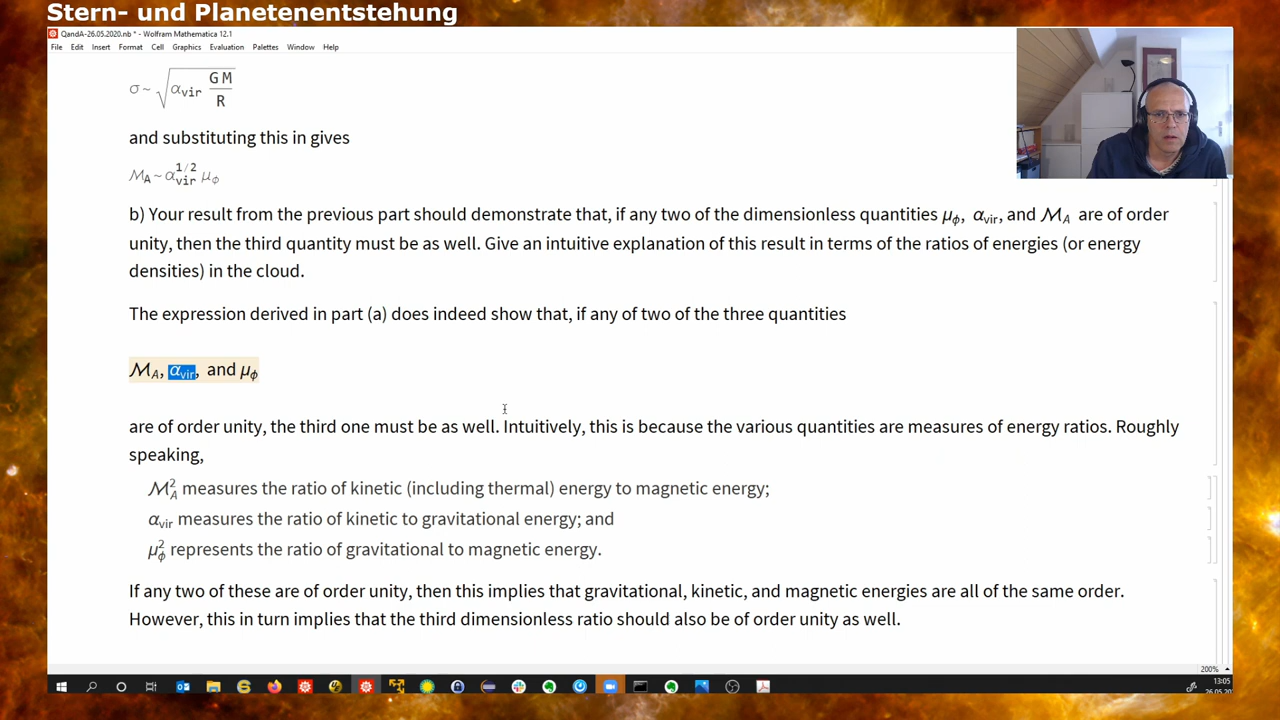 Stern- und Planetenentstehung
QandA-26.05.2020.nb * - Wolfram Mathematica 12.1
File Edit Insert Format Cell Graphics Evaluation Palettes Window Help
σ ~ √(α_vir G M / R)
and substituting this in gives
ℳ_A ~ α_vir^1/2 μ_ϕ
b) Your result from the previous part should demonstrate that, if any two of the dimensionless quantities μ_ϕ, α_vir, and ℳ_A are of order
unity, then the third quantity must be as well. Give an intuitive explanation of this result in terms of the ratios of energies (or energy
densities) in the cloud.
The expression derived in part (a) does indeed show that, if any of two of the three quantities
ℳ_A, α_vir, and μ_ϕ
are of order unity, the third one must be as well. Intuitively, this is because the various quantities are measures of energy ratios. Roughly
speaking,
ℳ_A^2 measures the ratio of kinetic (including thermal) energy to magnetic energy;
α_vir measures the ratio of kinetic to gravitational energy; and
μ_ϕ^2 represents the ratio of gravitational to magnetic energy.
If any two of these are of order unity, then this implies that gravitational, kinetic, and magnetic energies are all of the same order.
However, this in turn implies that the third dimensionless ratio should also be of order unity as well.
200%
13:05
26.05.20